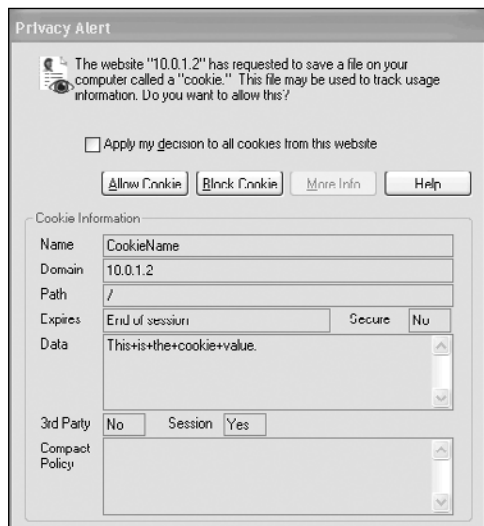 Privacy Alert
The website "10.0.1.2" has requested to save a file on your
computer called a "cookie." This file may be used to track usage
information. Do you want to allow this?
Apply my decision to all cookies from this website
Allow Cookie Block Cookie More Info Help
Cookie Information
Name CookieName
Domain 10.0.1.2
Path /
Expires End of session Secure No
Data This+is+the+cookie+value.
3rd Party No Session Yes
Compact
Policy